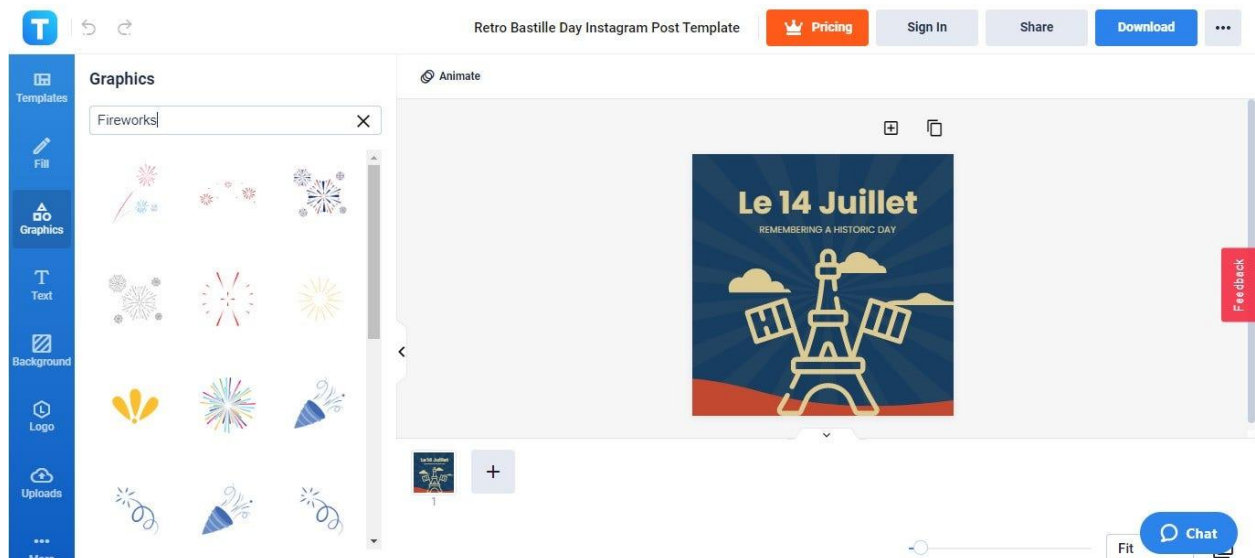 T
Retro Bastille Day Instagram Post Template
Pricing
Sign In
Share
Download
Templates
Fill
Graphics
Text
Background
Logo
Uploads
Graphics
Fireworks
Animate
Le 14 Juillet
REMEMBERING A HISTORIC DAY
Feedback
Le 14 Juillet
1
Fit
Chat